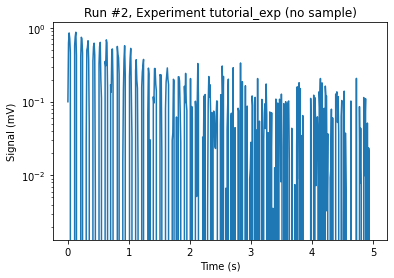 Run #2, Experiment tutorial_exp (no sample)
Signal (mV)
10⁰
10⁻¹
10⁻²
0 1 2 3 4 5
Time (s)